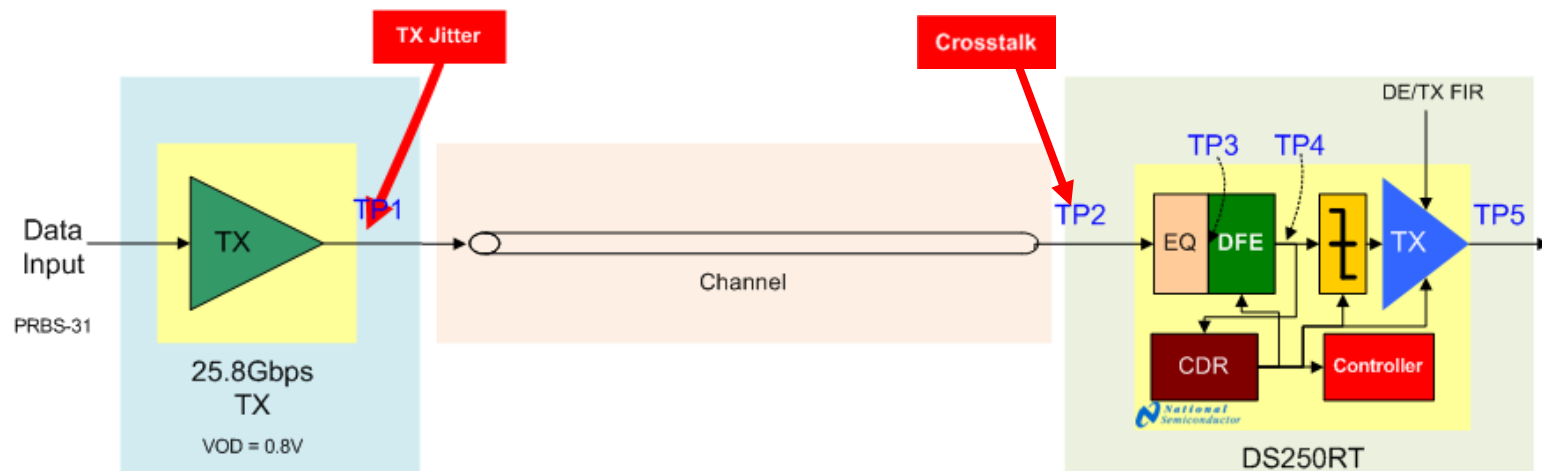 TX Jitter
Crosstalk
DE/TX FIR
TP3
TP4
TP1
TP2
TP5
Data
Input
PRBS-31
TX
Channel
EQ
DFE
TX
CDR
Controller
National
Semiconductor
25.8Gbps
TX
VOD = 0.8V
DS250RT